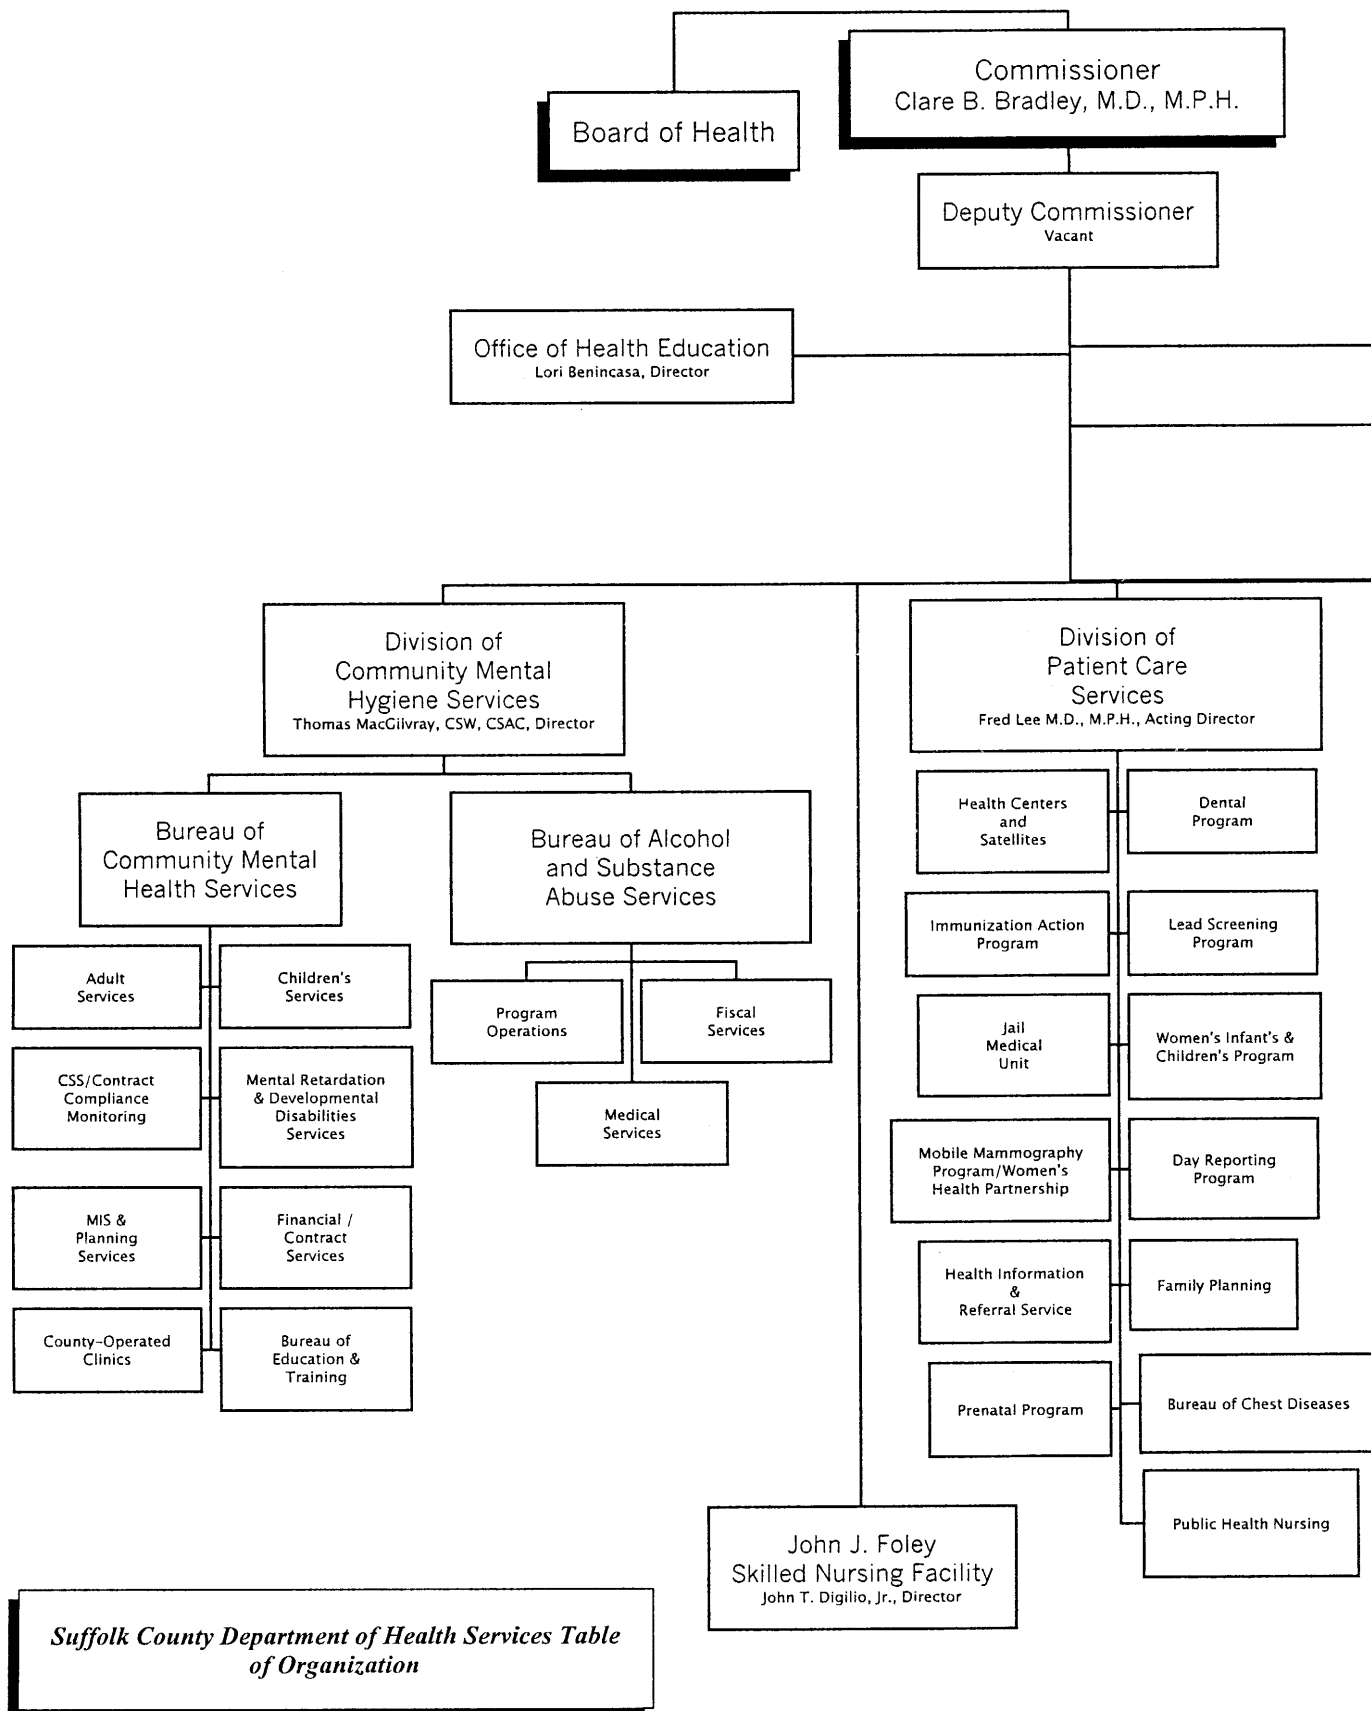 Commissioner
Clare B. Bradley, M.D., M.P.H.
Board of Health
Deputy Commissioner
Vacant
Office of Health Education
Lori Benincasa, Director
Division of
Community Mental
Hygiene Services
Thomas MacGilvray, CSW, CSAC, Director
Division of
Patient Care
Services
Fred Lee M.D., M.P.H., Acting Director
Bureau of
Community Mental
Health Services
Bureau of Alcohol
and Substance
Abuse Services
Adult
Services
Children's
Services
CSS/Contract
Compliance
Monitoring
Mental Retardation
& Developmental
Disabilities
Services
MIS &
Planning
Services
Financial /
Contract
Services
County-Operated
Clinics
Bureau of
Education &
Training
Program
Operations
Fiscal
Services
Medical
Services
Health Centers
and
Satellites
Dental
Program
Immunization Action
Program
Lead Screening
Program
Jail
Medical
Unit
Women's Infant's &
Children's Program
Mobile Mammography
Program/Women's
Health Partnership
Day Reporting
Program
Health Information
&
Referral Service
Family Planning
Prenatal Program
Bureau of Chest Diseases
Public Health Nursing
John J. Foley
Skilled Nursing Facility
John T. Digilio, Jr., Director
Suffolk County Department of Health Services Table
of Organization